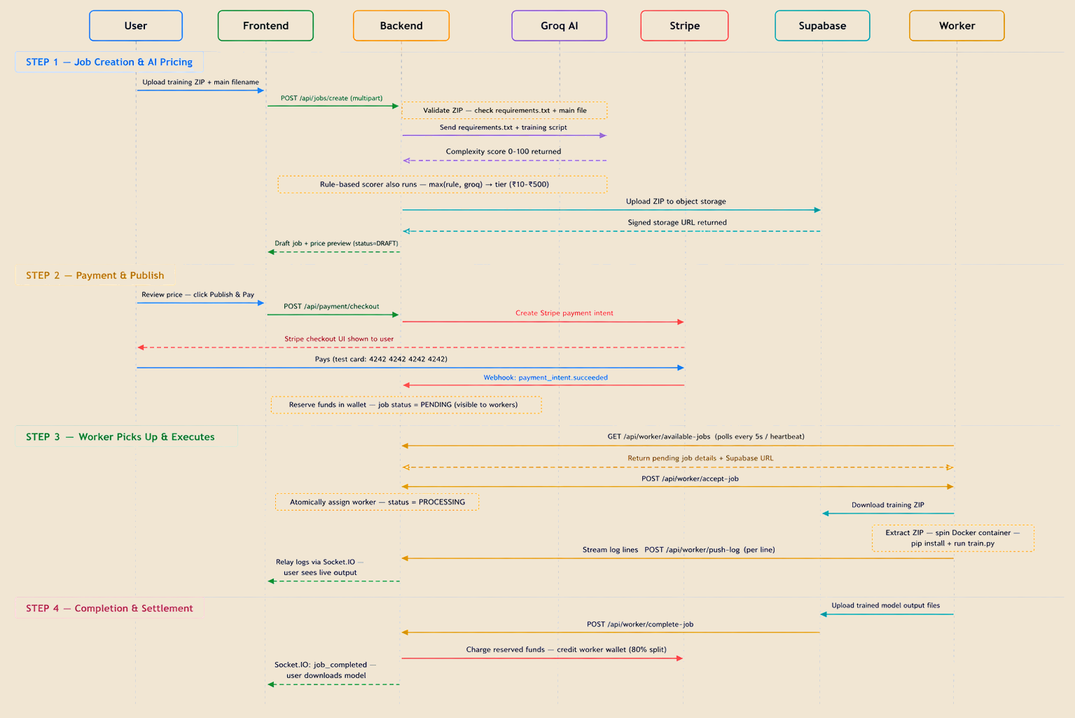 User
Frontend
Backend
Groq AI
Stripe
Supabase
Worker
STEP 1 — Job Creation & AI Pricing
Upload training ZIP + main filename
POST /api/jobs/create (multipart)
Validate ZIP — check requirements.txt + main file
Send requirements.txt + training script
Complexity score 0-100 returned
Rule-based scorer also runs — max(rule, groq) → tier (₹10-₹500)
Upload ZIP to object storage
Signed storage URL returned
Draft job + price preview (status=DRAFT)
STEP 2 — Payment & Publish
Review price — click Publish & Pay
POST /api/payment/checkout
Create Stripe payment intent
Stripe checkout UI shown to user
Pays (test card: 4242 4242 4242 4242)
Webhook: payment_intent.succeeded
Reserve funds in wallet — job status = PENDING (visible to workers)
STEP 3 — Worker Picks Up & Executes
GET /api/worker/available-jobs (polls every 5s / heartbeat)
Return pending job details + Supabase URL
POST /api/worker/accept-job
Atomically assign worker — status = PROCESSING
Download training ZIP
Extract ZIP — spin Docker container —
pip install + run train.py
Stream log lines POST /api/worker/push-log (per line)
Relay logs via Socket.IO —
user sees live output
STEP 4 — Completion & Settlement
Upload trained model output files
POST /api/worker/complete-job
Charge reserved funds — credit worker wallet (80% split)
Socket.IO: job_completed —
user downloads model